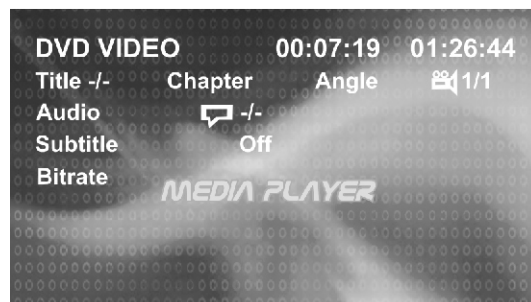 DVD VIDEO 00:07:19 01:26:44
Title -/- Chapter Angle 1/1
Audio -/-
Subtitle Off
Bitrate
MEDIA PLAYER